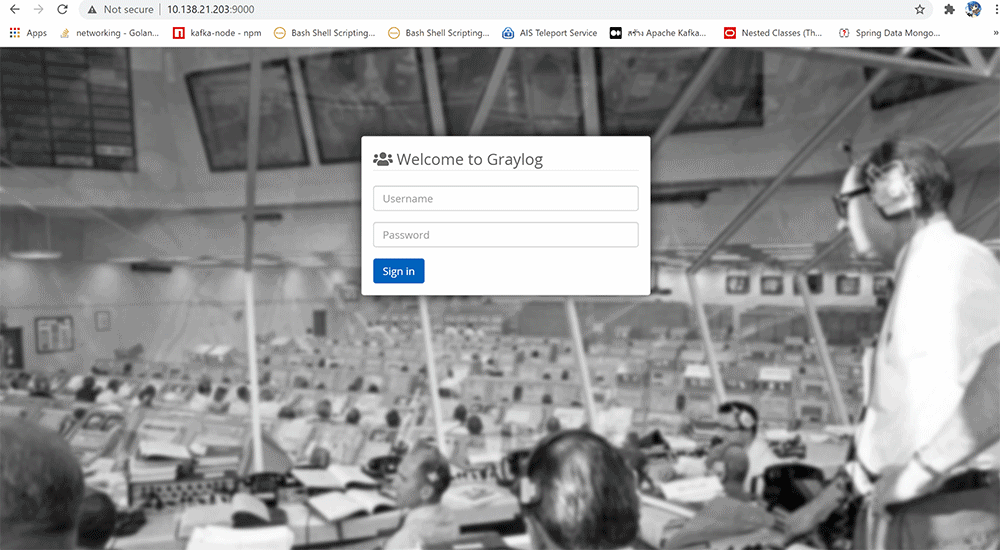 Not secure | 10.138.21.203:9000
Apps networking - Golan... kafka-node - npm Bash Shell Scripting... Bash Shell Scripting... AIS Teleport Service สร้าง Apache Kafka... Nested Classes (Th... Spring Data Mongo... »
Welcome to Graylog
Username
Password
Sign in